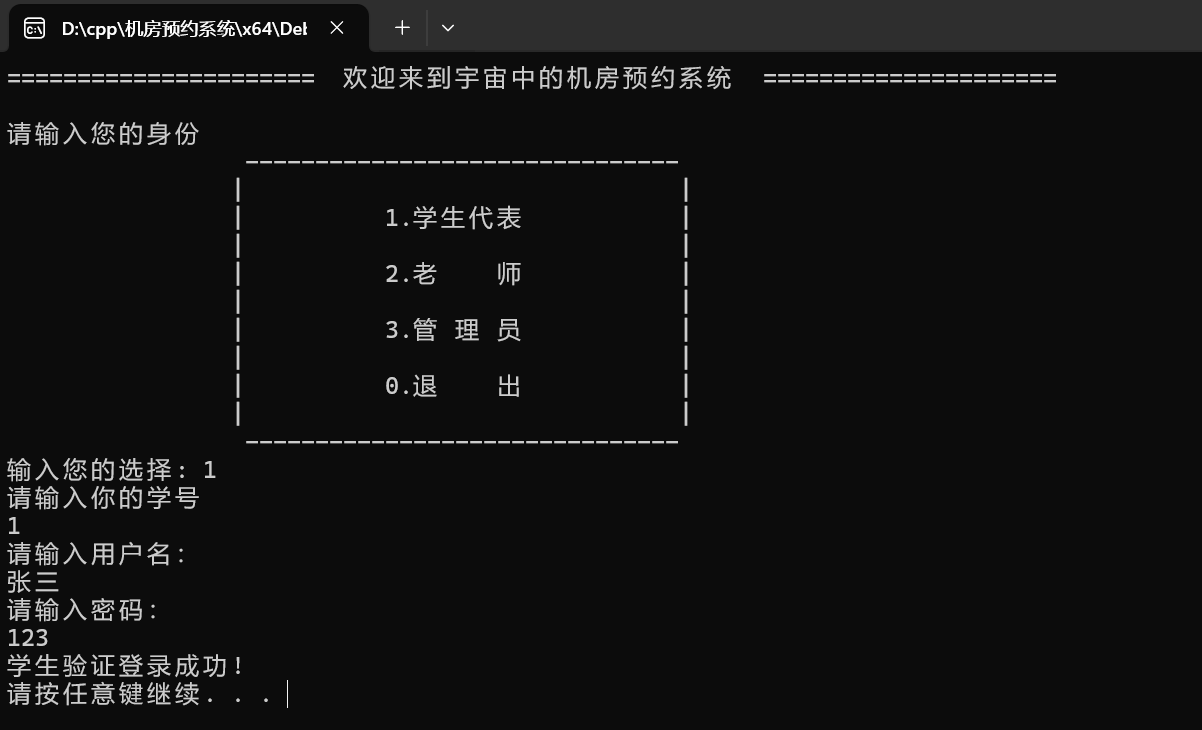 D:\cpp\机房预约系统\x64\Det
====================== 欢迎来到宇宙中的机房预约系统 =====================
请输入您的身份
-------------------------------
|                               |
|          1.学生代表           |
|                               |
|          2.老    师           |
|                               |
|          3.管 理 员           |
|                               |
|          0.退    出           |
|                               |
-------------------------------
输入您的选择: 1
请输入你的学号
1
请输入用户名:
张三
请输入密码:
123
学生验证登录成功!
请按任意键继续. . .